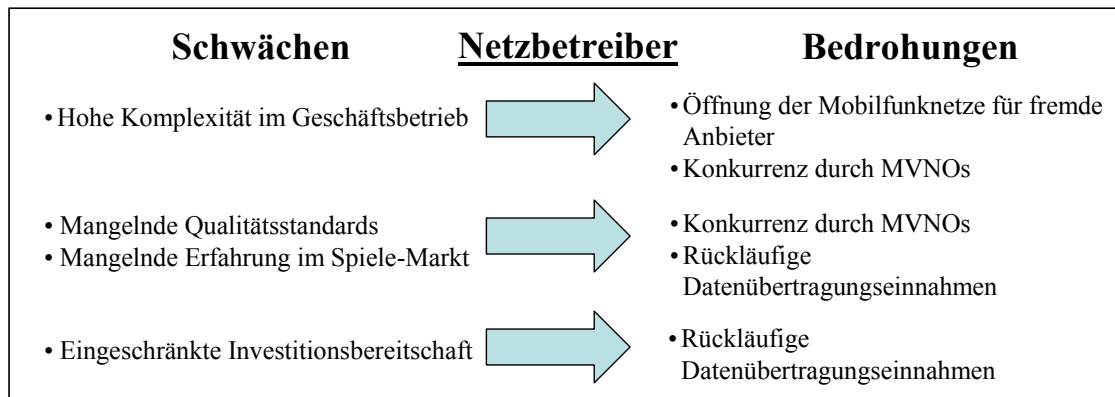 Schwächen
Netzbetreiber
Bedrohungen
• Hohe Komplexität im Geschäftsbetrieb
• Öffnung der Mobilfunknetze für fremde
Anbieter
• Konkurrenz durch MVNOs
• Mangelnde Qualitätsstandards
• Mangelnde Erfahrung im Spiele-Markt
• Konkurrenz durch MVNOs
• Rückläufige
Datenübertragungseinnahmen
• Eingeschränkte Investitionsbereitschaft
• Rückläufige
Datenübertragungseinnahmen